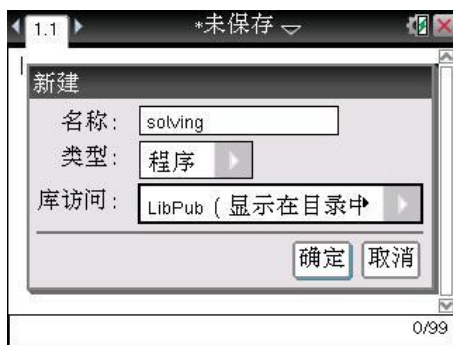 1.1 *未保存
新建
名称: solving
类型: 程序
库访问: LibPub (显示在目录中
确定 取消
0/99